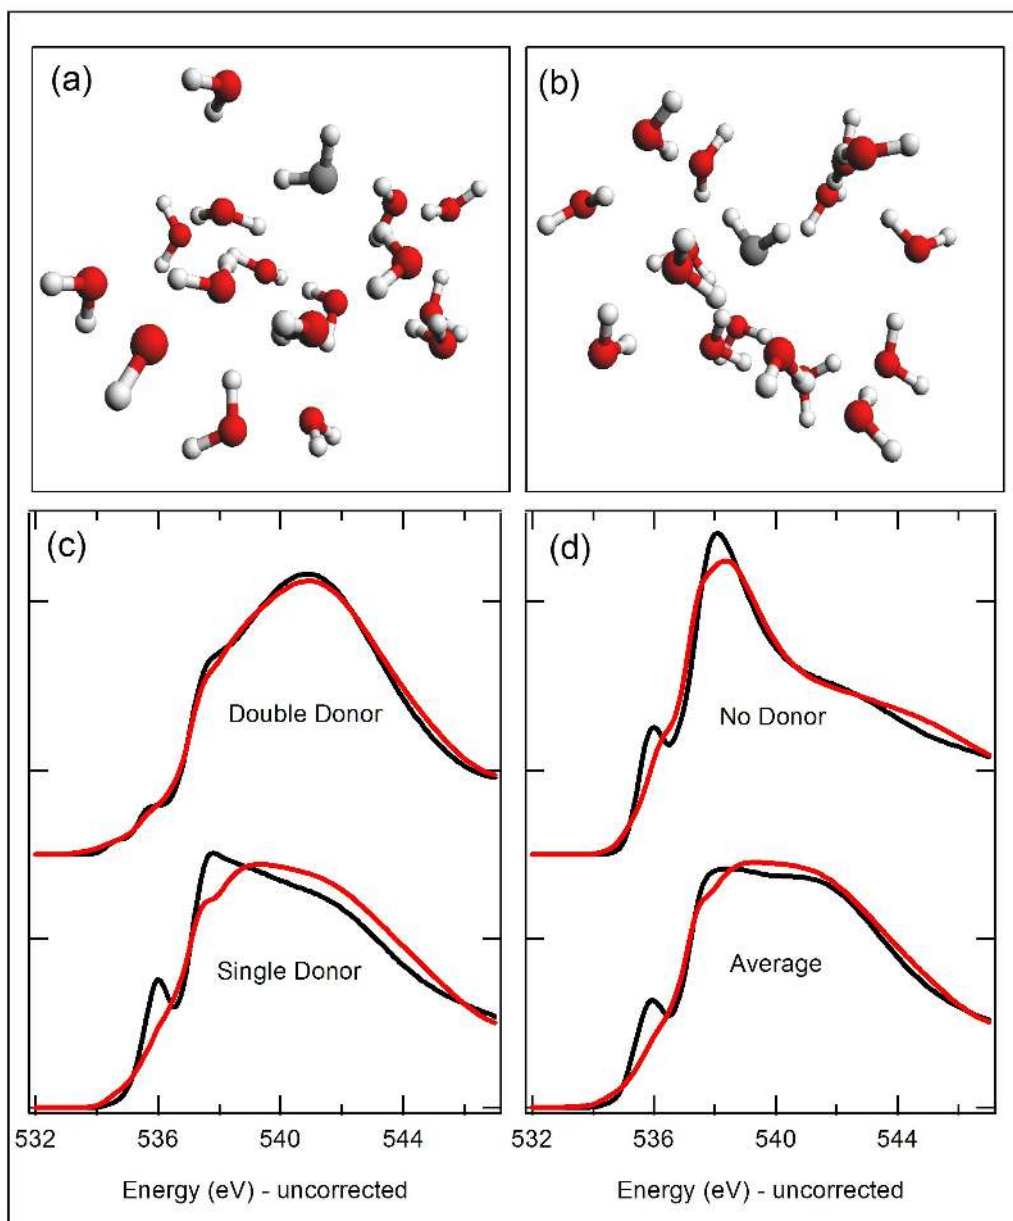 (a)
(b)
(c)
Double Donor
Single Donor
532 536 540 544
Energy (eV) - uncorrected
(d)
No Donor
Average
532 536 540 544
Energy (eV) - uncorrected